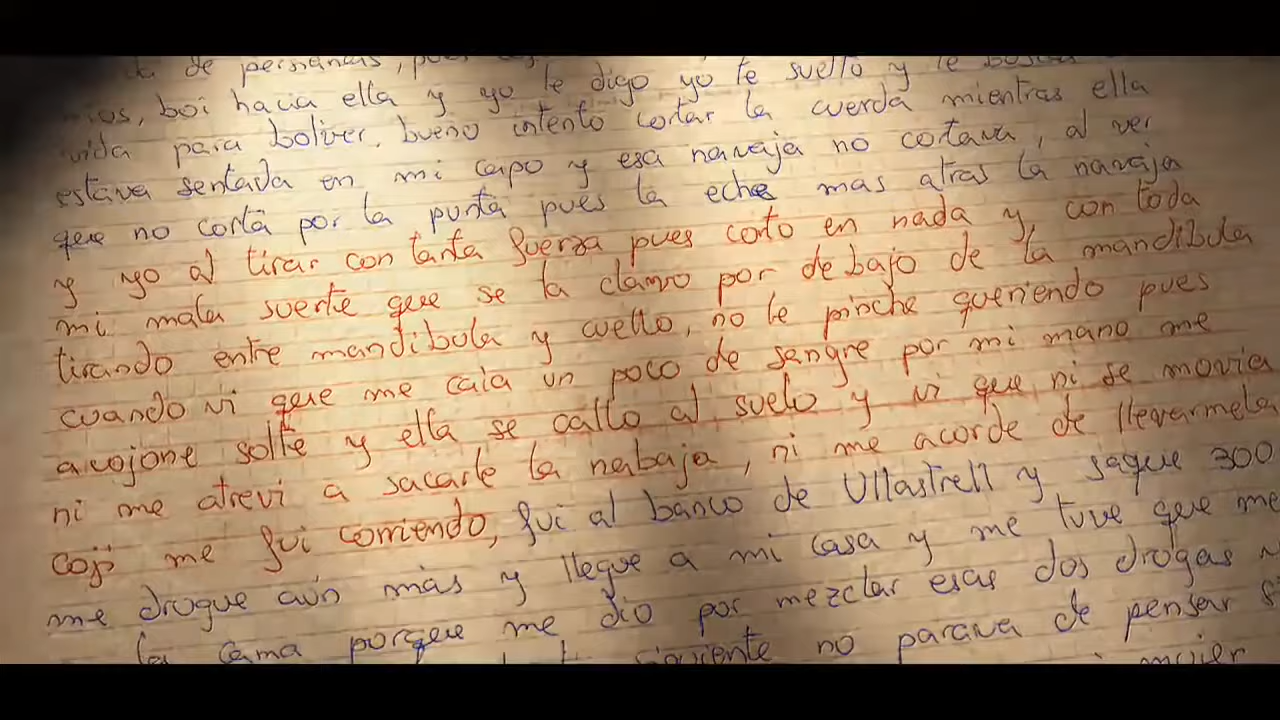 de persianas,
boi hacia ella y yo le digo yo te suelto y le
vida para bolver, bueno intento cortar la cuerda mientras ella
estava sentada en mi capo y esa navaja no cortava, al ver
que no corta por la punta pues la eche mas atras la navaja
y yo al tirar con tanta fuerza pues corto en nada y con toda
mi mala suerte que se la clamo por debajo de la mandibula
tirando entre mandibula y cuello, no le pinche queriendo pues
cuando vi que me caia un poco de sangre por mi mano me
acojone solte y ella se callo al suelo y vi que ni se movia
ni me atrevi a sacarle la nabaja, ni me acorde de llevarmela
coji me fui corriendo, fui al banco de Ullastrell y saque 300
me drogue aún más y llegue a mi casa y me tuve que me
la cama porque me dio por mezclar esas dos drogas
siguiente no parava de pensar
mujer